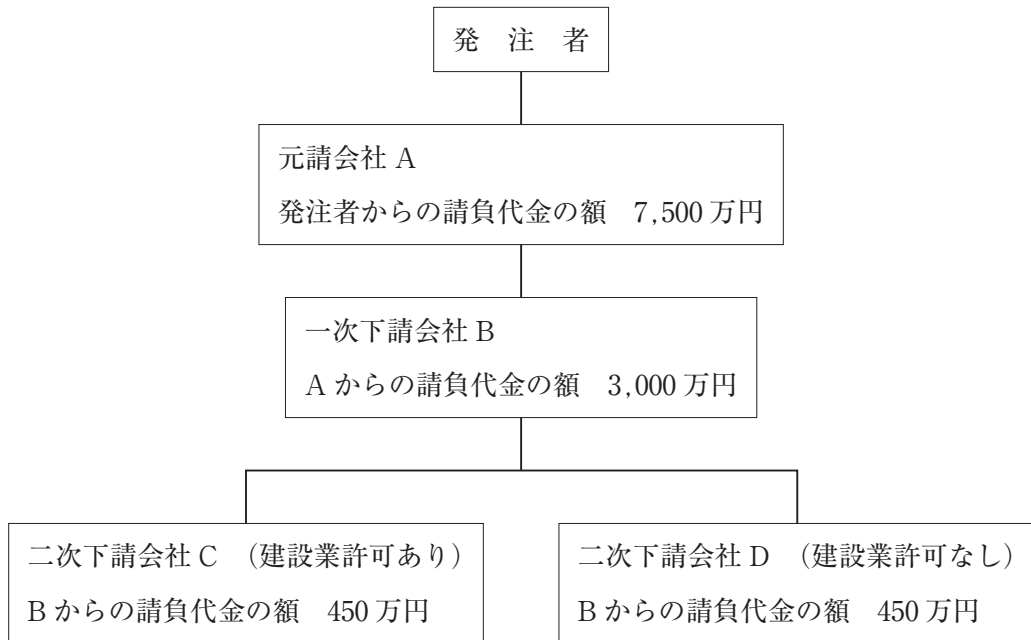 発　注　者
元請会社 A
発注者からの請負代金の額　7,500 万円
一次下請会社 B
A からの請負代金の額　3,000 万円
二次下請会社 C　（建設業許可あり）
B からの請負代金の額　450 万円
二次下請会社 D　（建設業許可なし）
B からの請負代金の額　450 万円